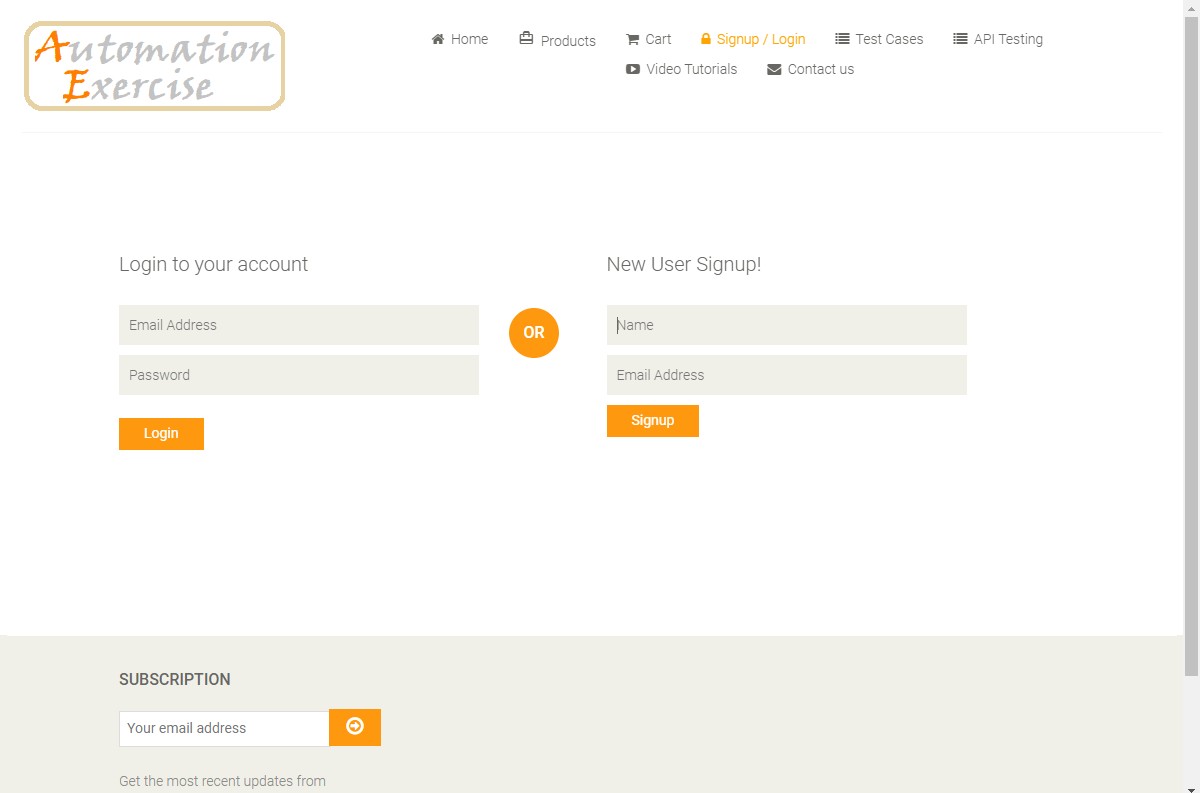 Automation
Exercise
Home
Products
Cart
Signup / Login
Test Cases
API Testing
Video Tutorials
Contact us
Login to your account
Email Address
Password
Login
OR
New User Signup!
Name
Email Address
Signup
SUBSCRIPTION
Your email address
Get the most recent updates from